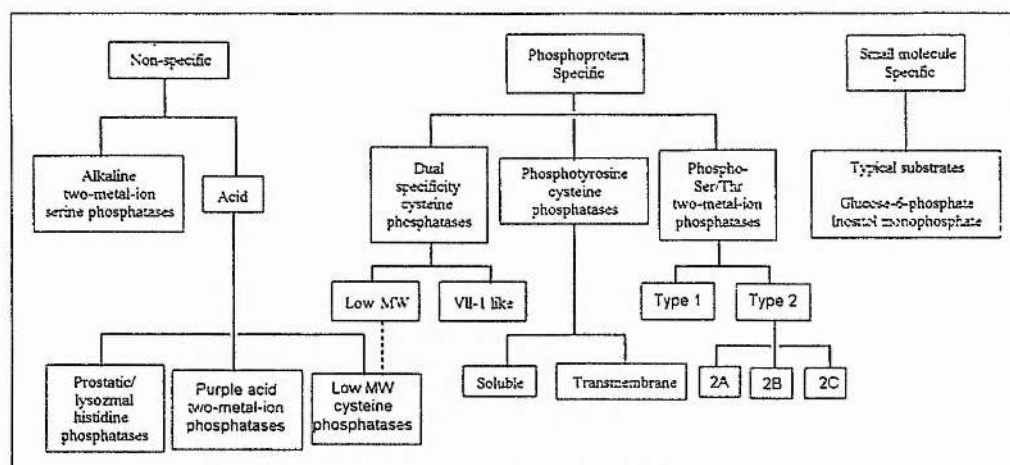 Non-specific
Phosphoprotein
Specific
Small molecule
Specific
Alkaline
two-metal-ion
serine phosphatases
Acid
Dual
specificity
cysteine
phosphatases
Phosphotyrosine
cysteine
phosphatases
Phospho-
Ser/Thr
two-metal-ion
phosphatases
Typical substrates
Glucose-6-phosphate
Inositol monophosphate
Low MW
VII-1 like
Type 1
Type 2
Prostatic/
lysozmal
histidine
phosphatases
Purple acid
two-metal-ion
phosphatases
Low MW
cysteine
phosphatases
Soluble
Transmembrane
2A
2B
2C